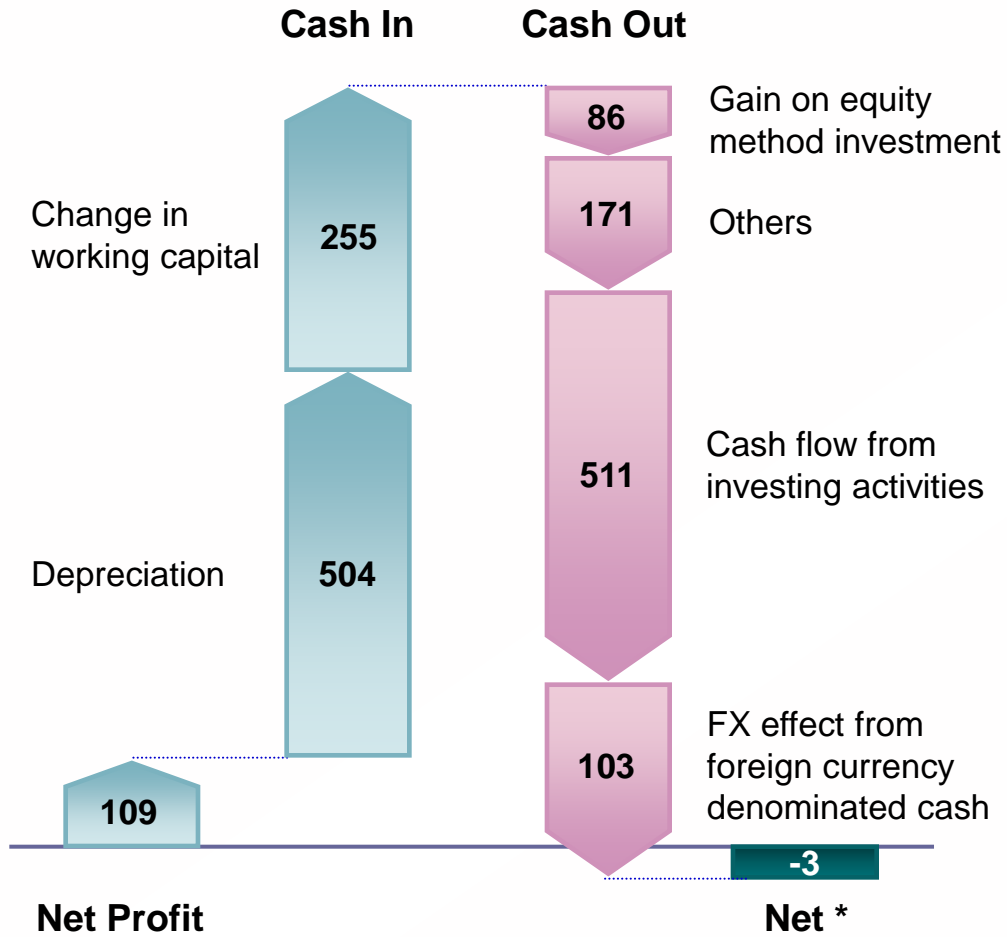 Cash In
Cash Out
86
Gain on equity
method investment
171
Others
Change in
working capital
255
511
Cash flow from
investing activities
Depreciation
504
103
FX effect from
foreign currency
denominated cash
109
-3
Net Profit
Net *